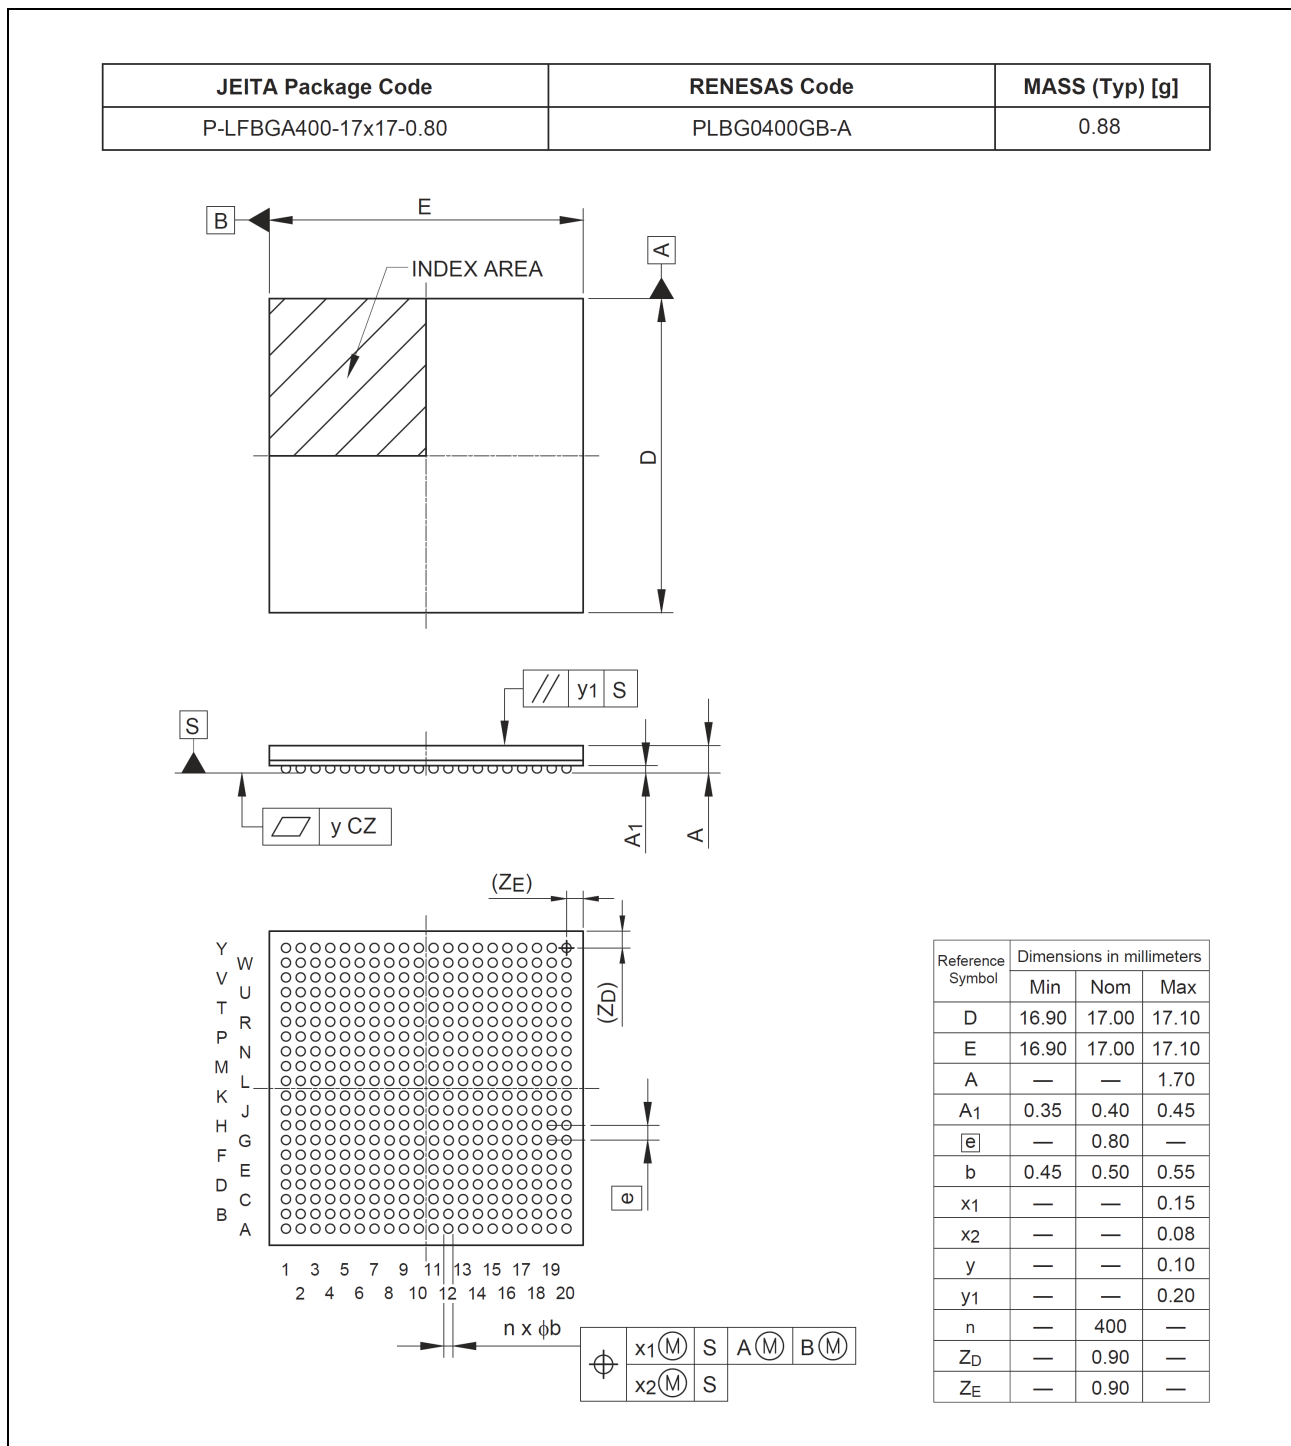 JEITA Package Code RENESAS Code MASS (Typ) [g]
P-LFBGA400-17x17-0.80 PLBG0400GB-A 0.88
B E
A
INDEX AREA
D
// y1 S
S
y CZ
A1 A
(ZE)
(ZD)
Y
W
V
U
T
R
P
N
M
L
K
J
H
G
F
E
D
C
B
A
e
1 3 5 7 9 11 13 15 17 19
2 4 6 8 10 12 14 16 18 20
n x ϕb
x1 Ⓜ S A Ⓜ B Ⓜ
x2 Ⓜ S
Reference Symbol Dimensions in millimeters
Min Nom Max
D 16.90 17.00 17.10
E 16.90 17.00 17.10
A — — 1.70
A1 0.35 0.40 0.45
e — 0.80 —
b 0.45 0.50 0.55
x1 — — 0.15
x2 — — 0.08
y — — 0.10
y1 — — 0.20
n — 400 —
ZD — 0.90 —
ZE — 0.90 —